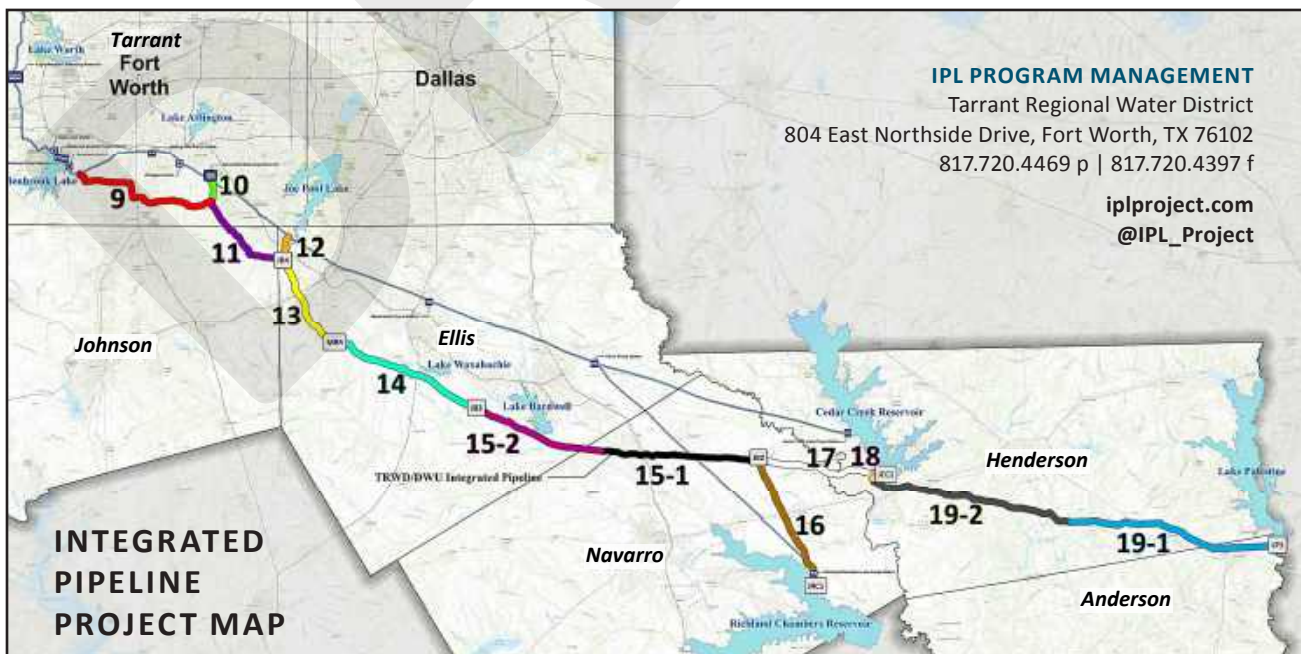 Tarrant
Fort
Worth
Dallas
Lake Worth
Lake Arlington
Joe Pool Lake
IPL PROGRAM MANAGEMENT
Tarrant Regional Water District
804 East Northside Drive, Fort Worth, TX 76102
817.720.4469 p | 817.720.4397 f
iplproject.com
@IPL_Project
9
10
11
12
13
Johnson
Ellis
14
Lake Waxahachie
Lake Bardwell
15-2
15-1
TRWD/DWU Integrated Pipeline
Cedar Creek Reservoir
17
18
Henderson
Lake Palestine
16
19-2
19-1
Navarro
Anderson
Richland Chambers Reservoir
INTEGRATED
PIPELINE
PROJECT MAP